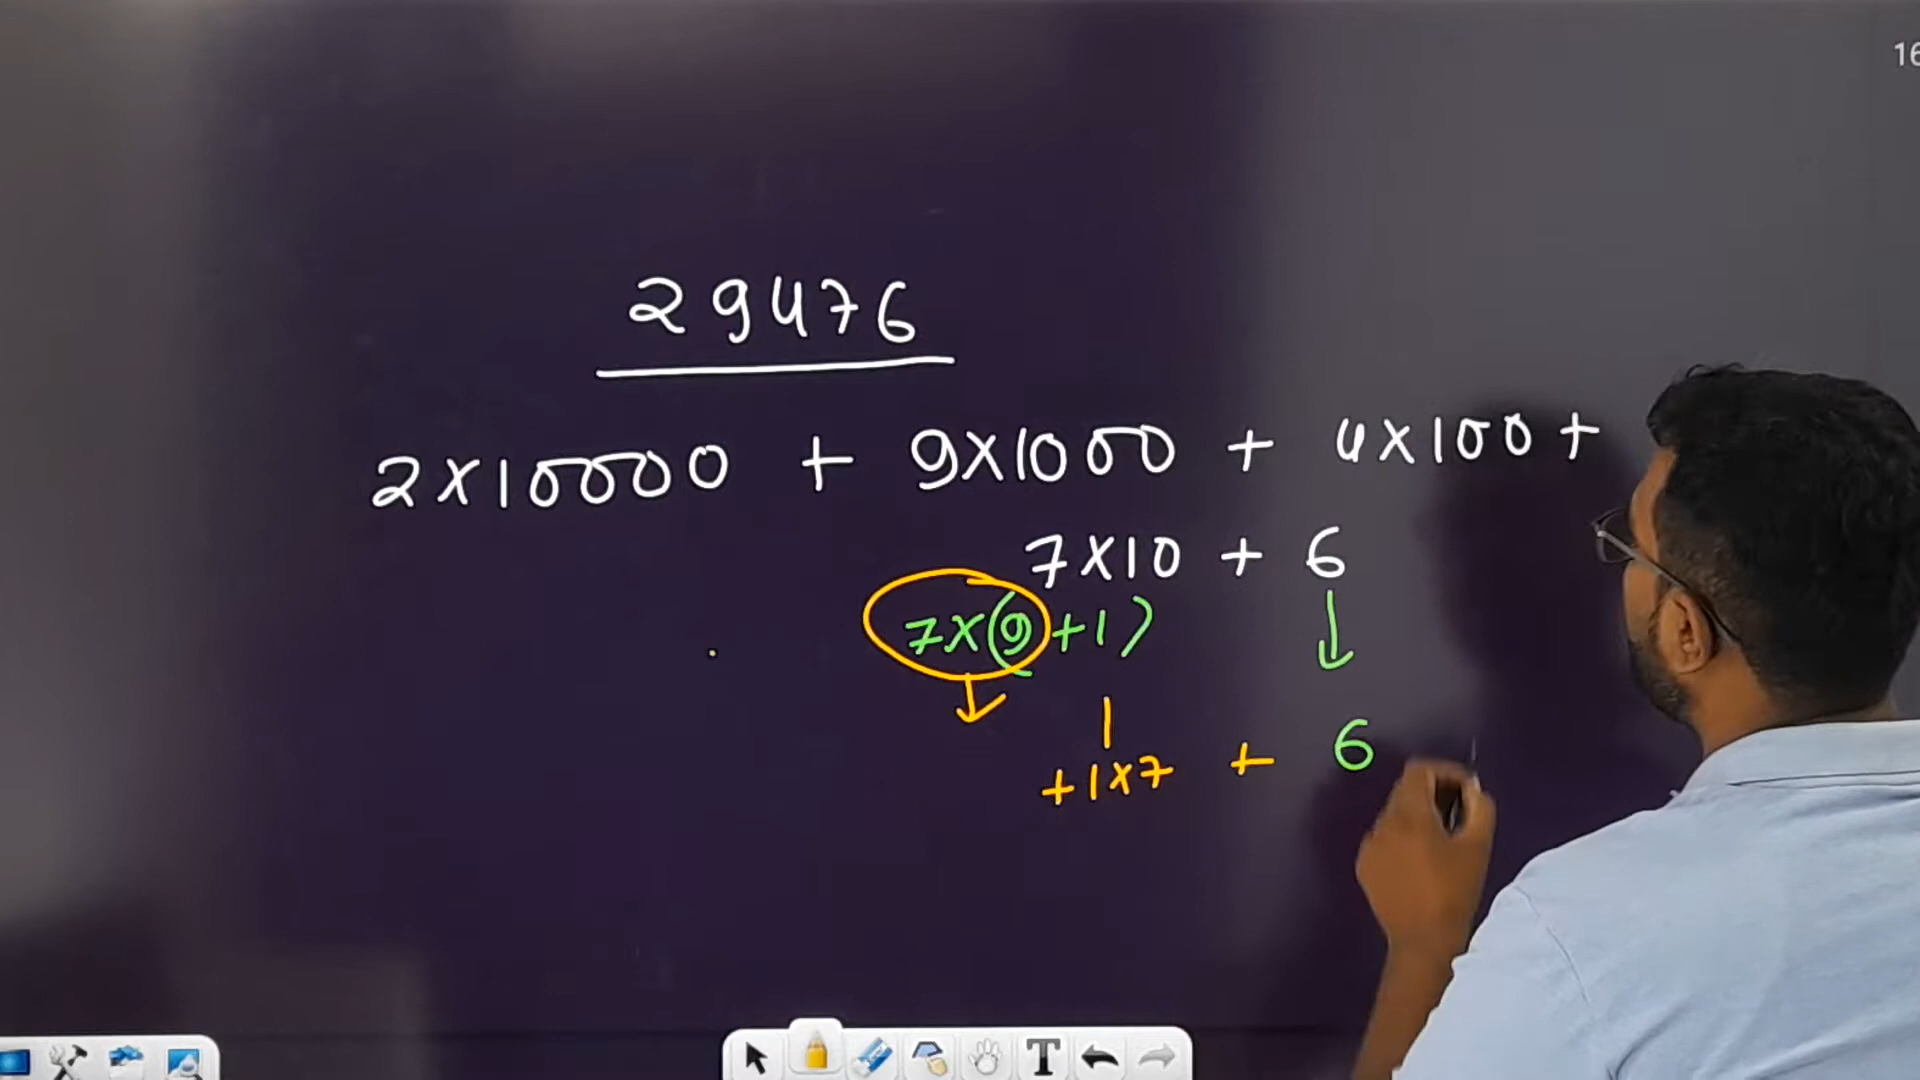 16
29476
2x10000 + 9x1000 + 4x100 +
7x10 + 6
7x(9+1)
+1x7 + 6
T